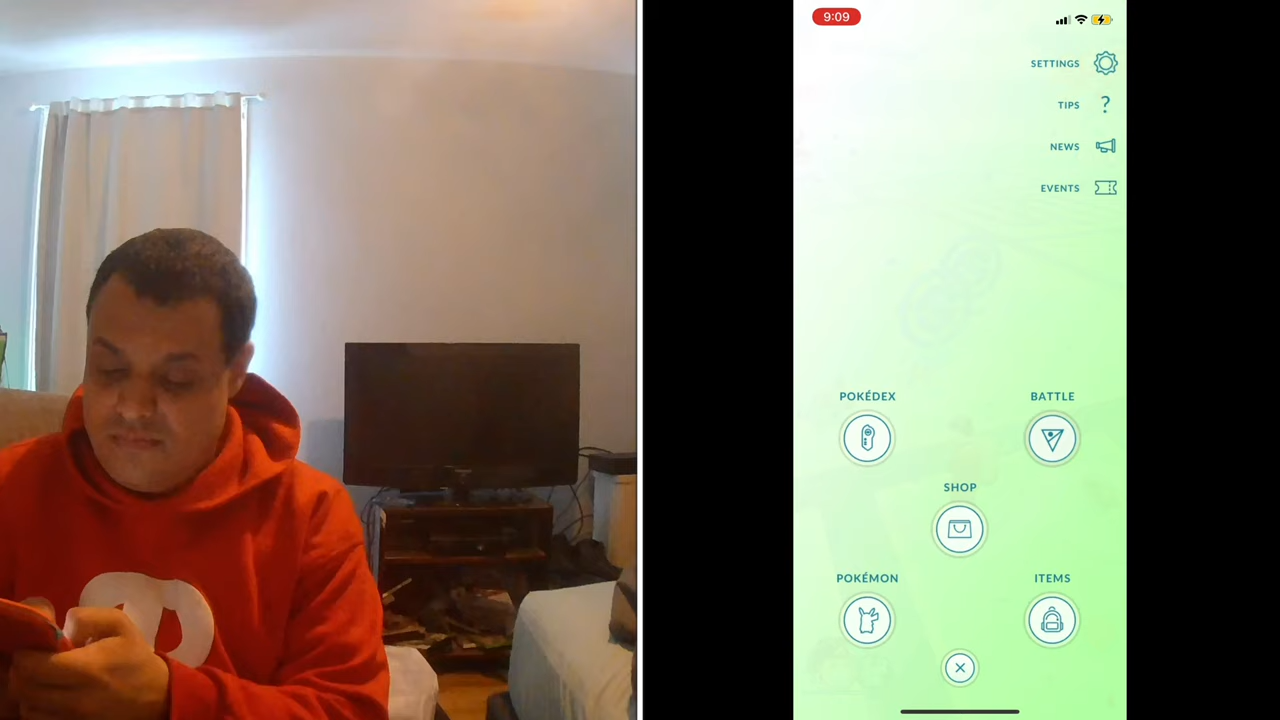 9:09
SETTINGS
TIPS
?
NEWS
EVENTS
POKÉDEX
BATTLE
SHOP
POKÉMON
ITEMS